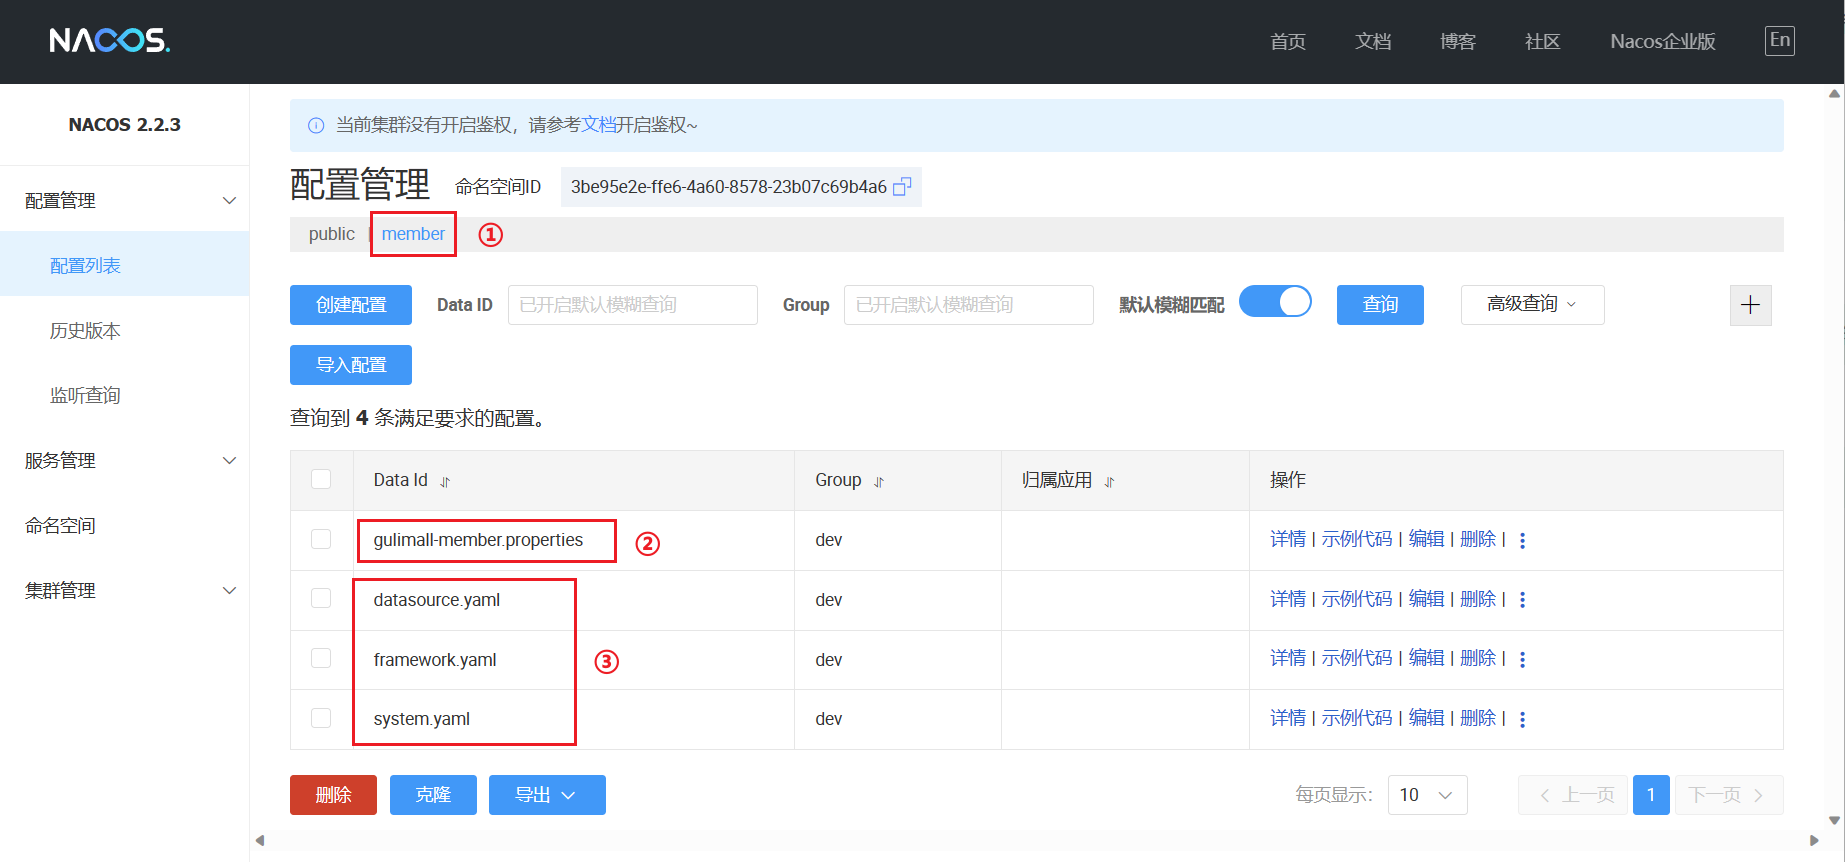 NACOS.
首页 文档 博客 社区 Nacos企业版 En
NACOS 2.2.3
配置管理
配置列表
历史版本
监听查询
服务管理
命名空间
集群管理
当前集群没有开启鉴权，请参考文档开启鉴权~
配置管理 命名空间ID 3be95e2e-ffe6-4a60-8578-23b07c69b4a6
public | member ①
创建配置 Data ID 已开启默认模糊查询 Group 已开启默认模糊查询 默认模糊匹配 查询 高级查询
导入配置
查询到 4 条满足要求的配置。
Data Id Group 归属应用 操作
gulimall-member.properties ② dev 详情 | 示例代码 | 编辑 | 删除 |
datasource.yaml dev 详情 | 示例代码 | 编辑 | 删除 |
framework.yaml ③ dev 详情 | 示例代码 | 编辑 | 删除 |
system.yaml dev 详情 | 示例代码 | 编辑 | 删除 |
删除 克隆 导出 每页显示: 10 上一页 1 下一页